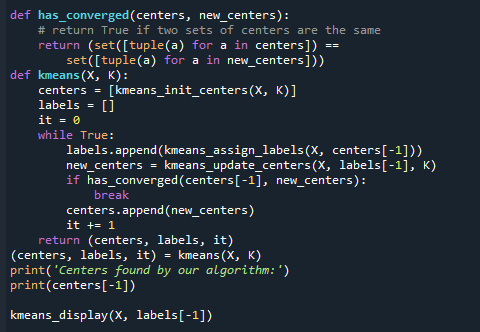 def has_converged(centers, new_centers):
    # return True if two sets of centers are the same
    return (set([tuple(a) for a in centers]) ==
        set([tuple(a) for a in new_centers]))
def kmeans(X, K):
    centers = [kmeans_init_centers(X, K)]
    labels = []
    it = 0
    while True:
        labels.append(kmeans_assign_labels(X, centers[-1]))
        new_centers = kmeans_update_centers(X, labels[-1], K)
        if has_converged(centers[-1], new_centers):
            break
        centers.append(new_centers)
        it += 1
    return (centers, labels, it)
(centers, labels, it) = kmeans(X, K)
print('Centers found by our algorithm:')
print(centers[-1])

kmeans_display(X, labels[-1])